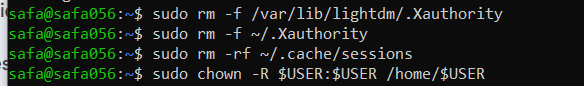 safa@safa056:~$ sudo rm -f /var/lib/lightdm/.Xauthority
safa@safa056:~$ sudo rm -f ~/.Xauthority
safa@safa056:~$ sudo rm -rf ~/.cache/sessions
safa@safa056:~$ sudo chown -R $USER:$USER /home/$USER